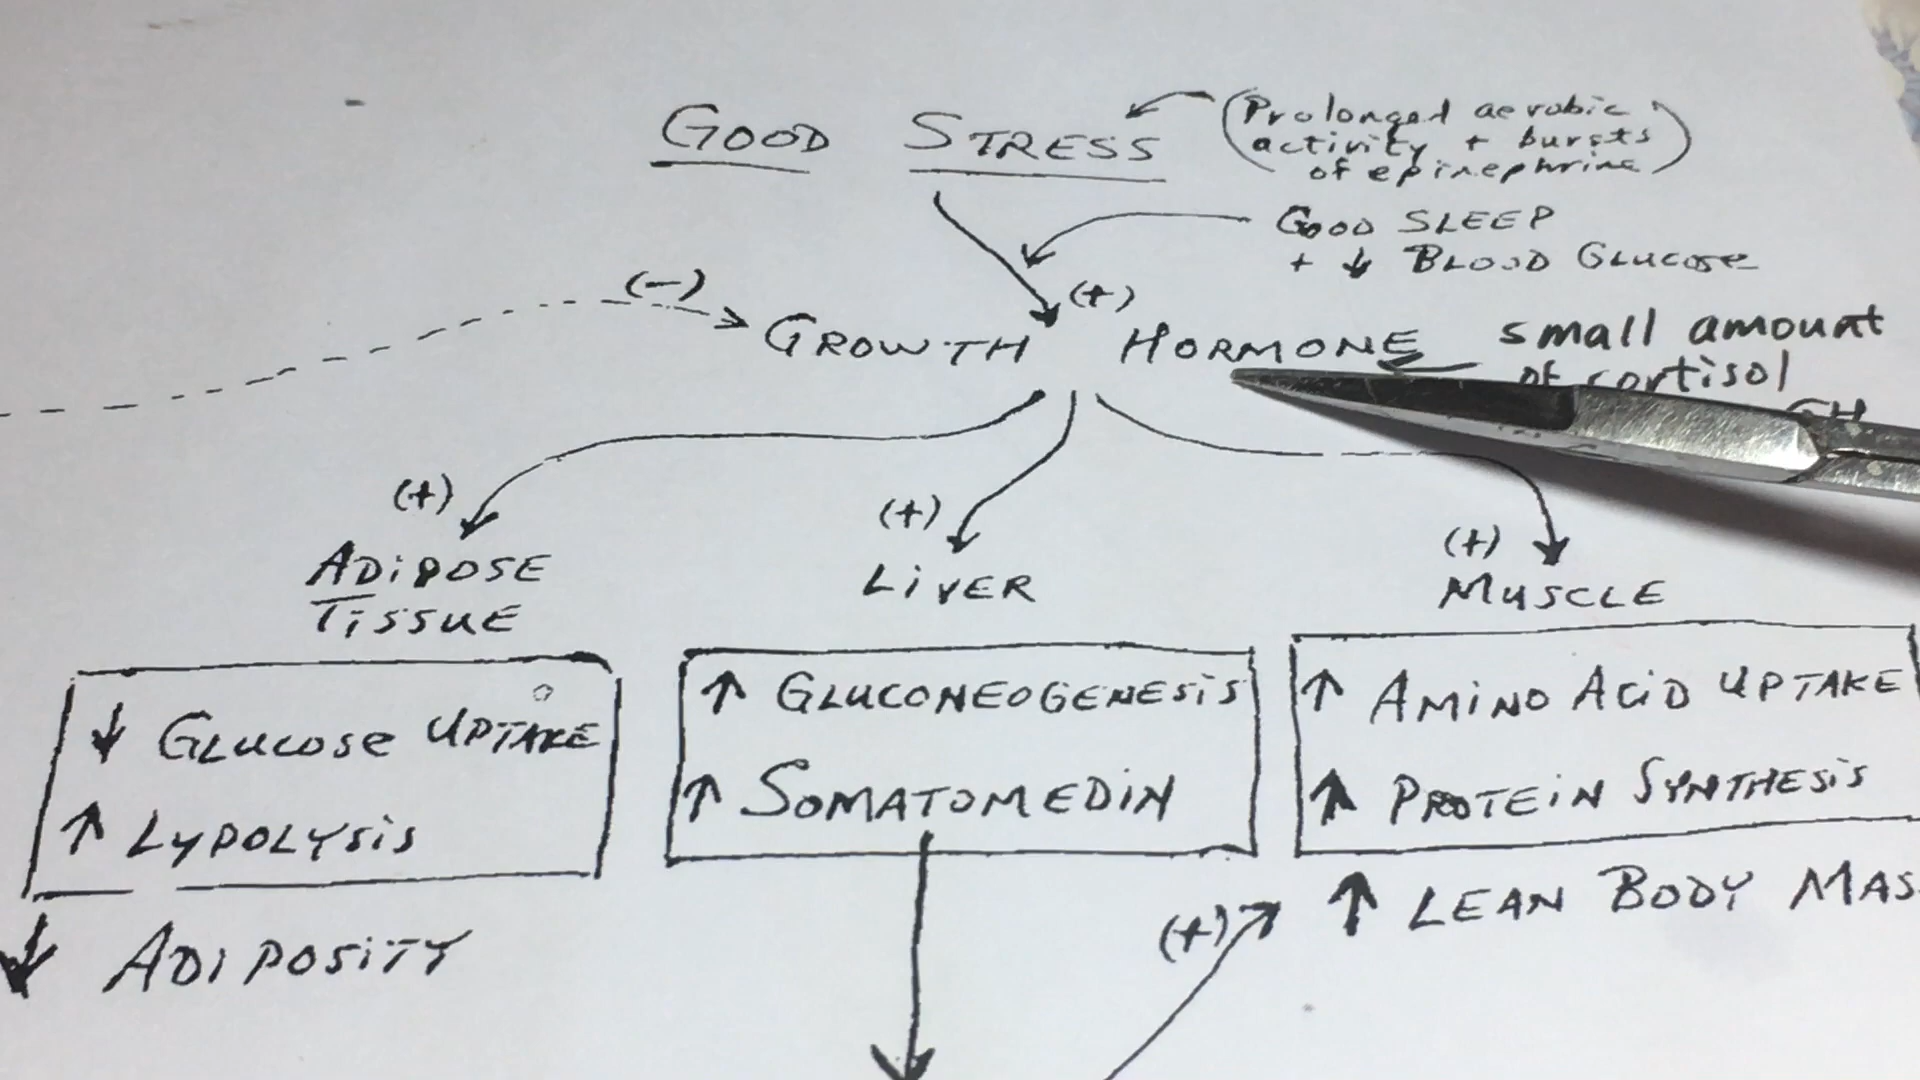 GOOD STRESS
(Prolonged aerobic
activity + bursts
of epinephrine)
GOOD SLEEP
+ ↓ BLOOD GLUCOSE
(-)
(+)
GROWTH HORMONE
small amount
of cortisol
GH
(+)
ADIPOSE
TISSUE
(+)
LIVER
(+)
MUSCLE
↓ GLUCOSE UPTAKE
↑ LYPOLYSIS
↓ ADIPOSITY
↑ GLUCONEOGENESIS
↑ SOMATOMEDIN
↑ AMINO ACID UPTAKE
↑ PROTEIN SYNTHESIS
(+)
↑ LEAN BODY MAS